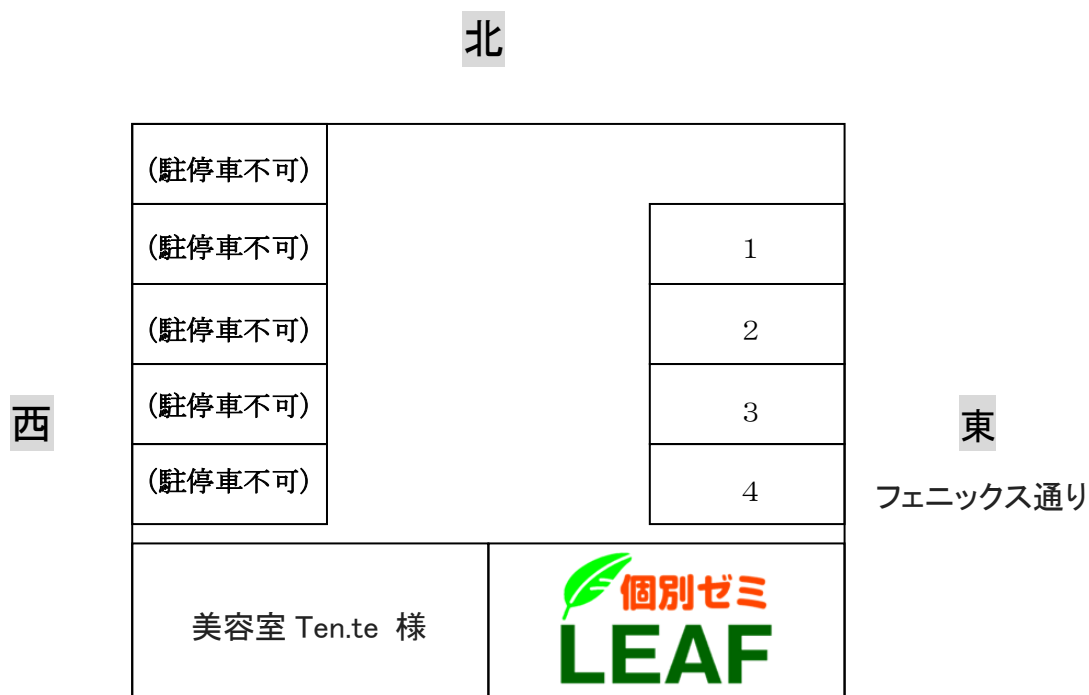 北
(駐停車不可)
(駐停車不可)
1
(駐停車不可)
2
(駐停車不可)
3
(駐停車不可)
4
西
東
フェニックス通り
美容室 Ten.te 様
個別ゼミ
LEAF